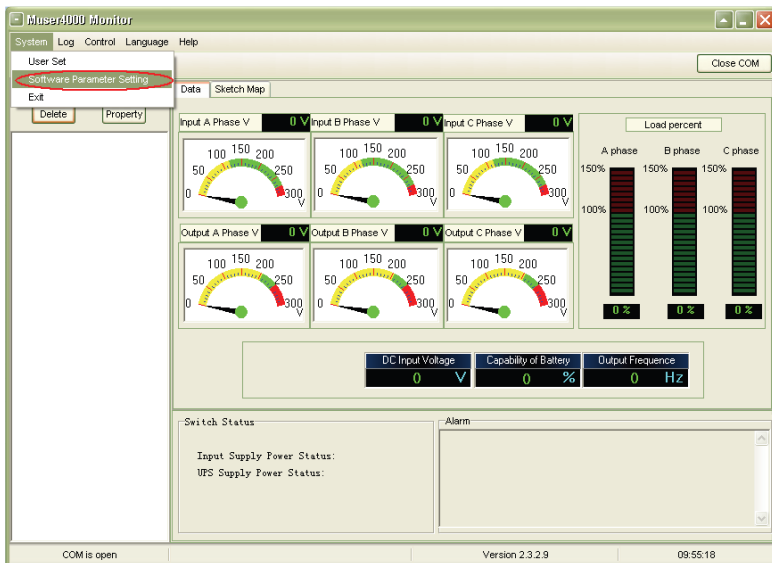 Muser4000 Monitor
System Log Control Language Help
User Set
Software Parameter Setting
Exit
Close COM
Delete Property
Data Sketch Map
Input A Phase V 0 V Input B Phase V 0 V Input C Phase V 0 V
0 50 100 150 200 250 300 V
0 50 100 150 200 250 300 V
0 50 100 150 200 250 300 V
Output A Phase V 0 V Output B Phase V 0 V Output C Phase V 0 V
0 50 100 150 200 250 300 V
0 50 100 150 200 250 300 V
0 50 100 150 200 250 300 V
Load percent
A phase B phase C phase
150% 150% 150%
100% 100% 100%
0 % 0 % 0 %
DC Input Voltage Capability of Battery Output Frequence
0 V 0 % 0 Hz
Switch Status
Input Supply Power Status:
UPS Supply Power Status:
Alarm
COM is open Version 2.3.2.9 09:55:18